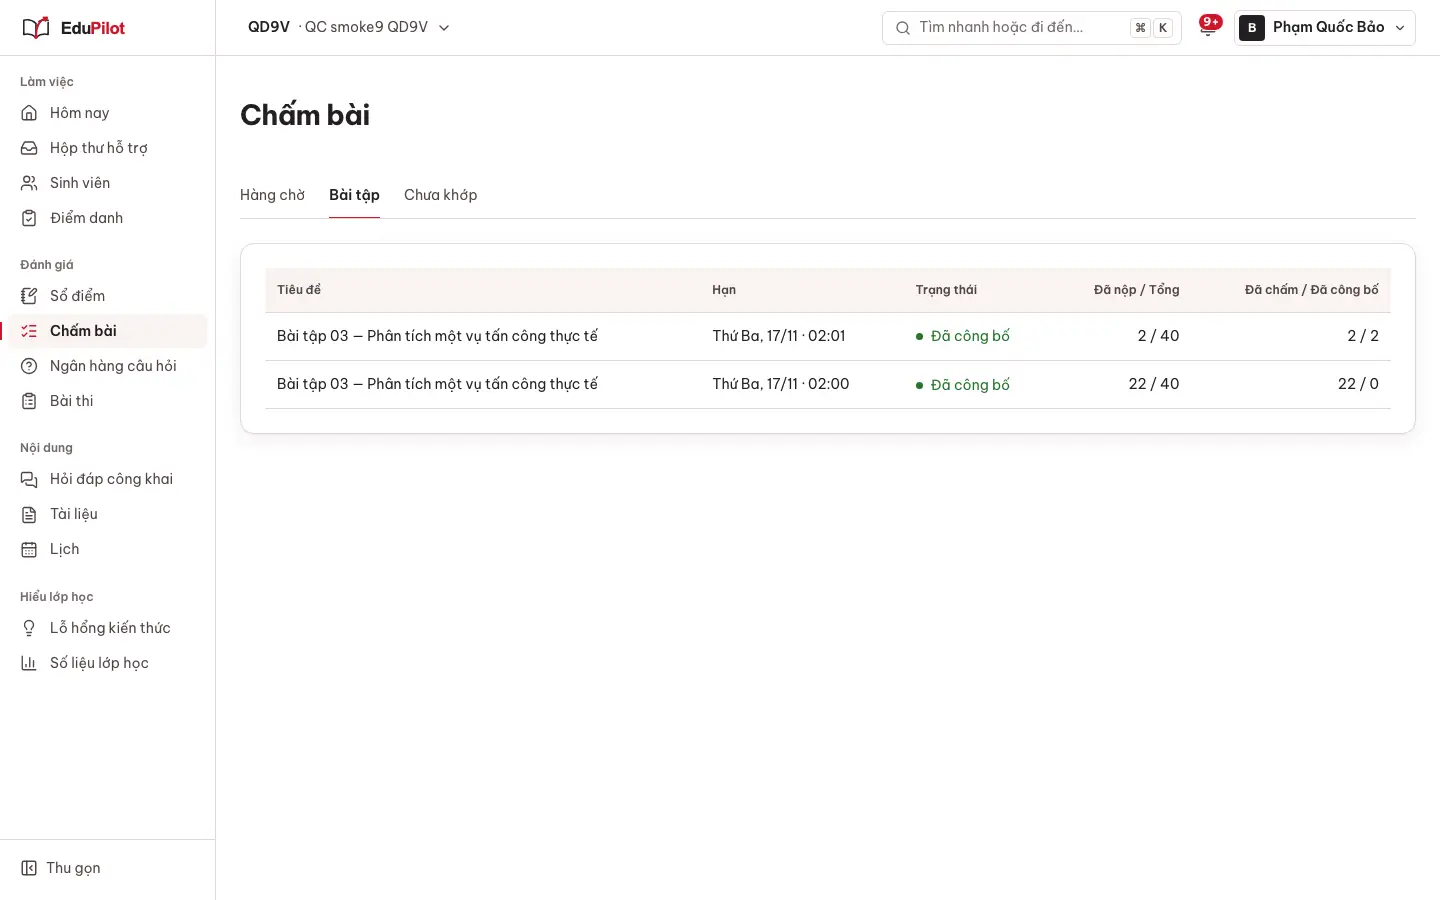 EduPilot
QD9V · QC smoke9 QD9V
Tìm nhanh hoặc đi đến... ⌘ K
9+
B Phạm Quốc Bảo
Làm việc
Hôm nay
Hộp thư hỗ trợ
Sinh viên
Điểm danh
Đánh giá
Sổ điểm
Chấm bài
Ngân hàng câu hỏi
Bài thi
Nội dung
Hỏi đáp công khai
Tài liệu
Lịch
Hiểu lớp học
Lỗ hổng kiến thức
Số liệu lớp học
Thu gọn
Chấm bài
Hàng chờ Bài tập Chưa khớp
Tiêu đề Hạn Trạng thái Đã nộp / Tổng Đã chấm / Đã công bố
Bài tập 03 — Phân tích một vụ tấn công thực tế Thứ Ba, 17/11 · 02:01 Đã công bố 2 / 40 2 / 2
Bài tập 03 — Phân tích một vụ tấn công thực tế Thứ Ba, 17/11 · 02:00 Đã công bố 22 / 40 22 / 0